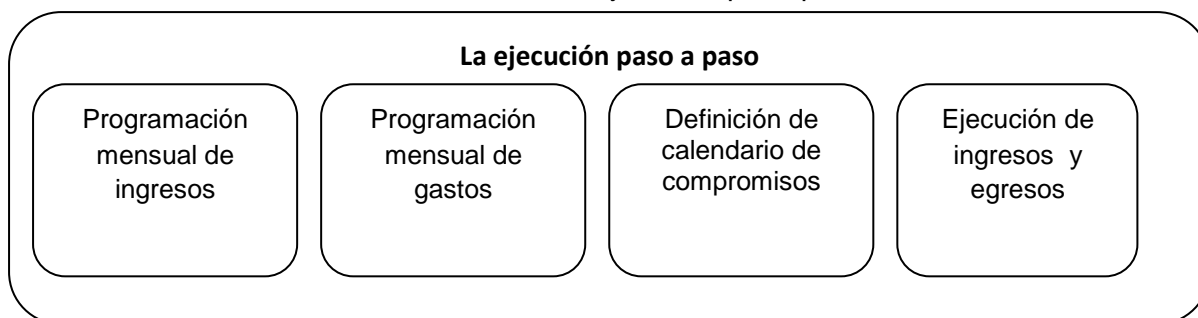 La ejecución paso a paso
Programación
mensual de
ingresos
Programación
mensual de
gastos
Definición de
calendario de
compromisos
Ejecución de
ingresos y
egresos